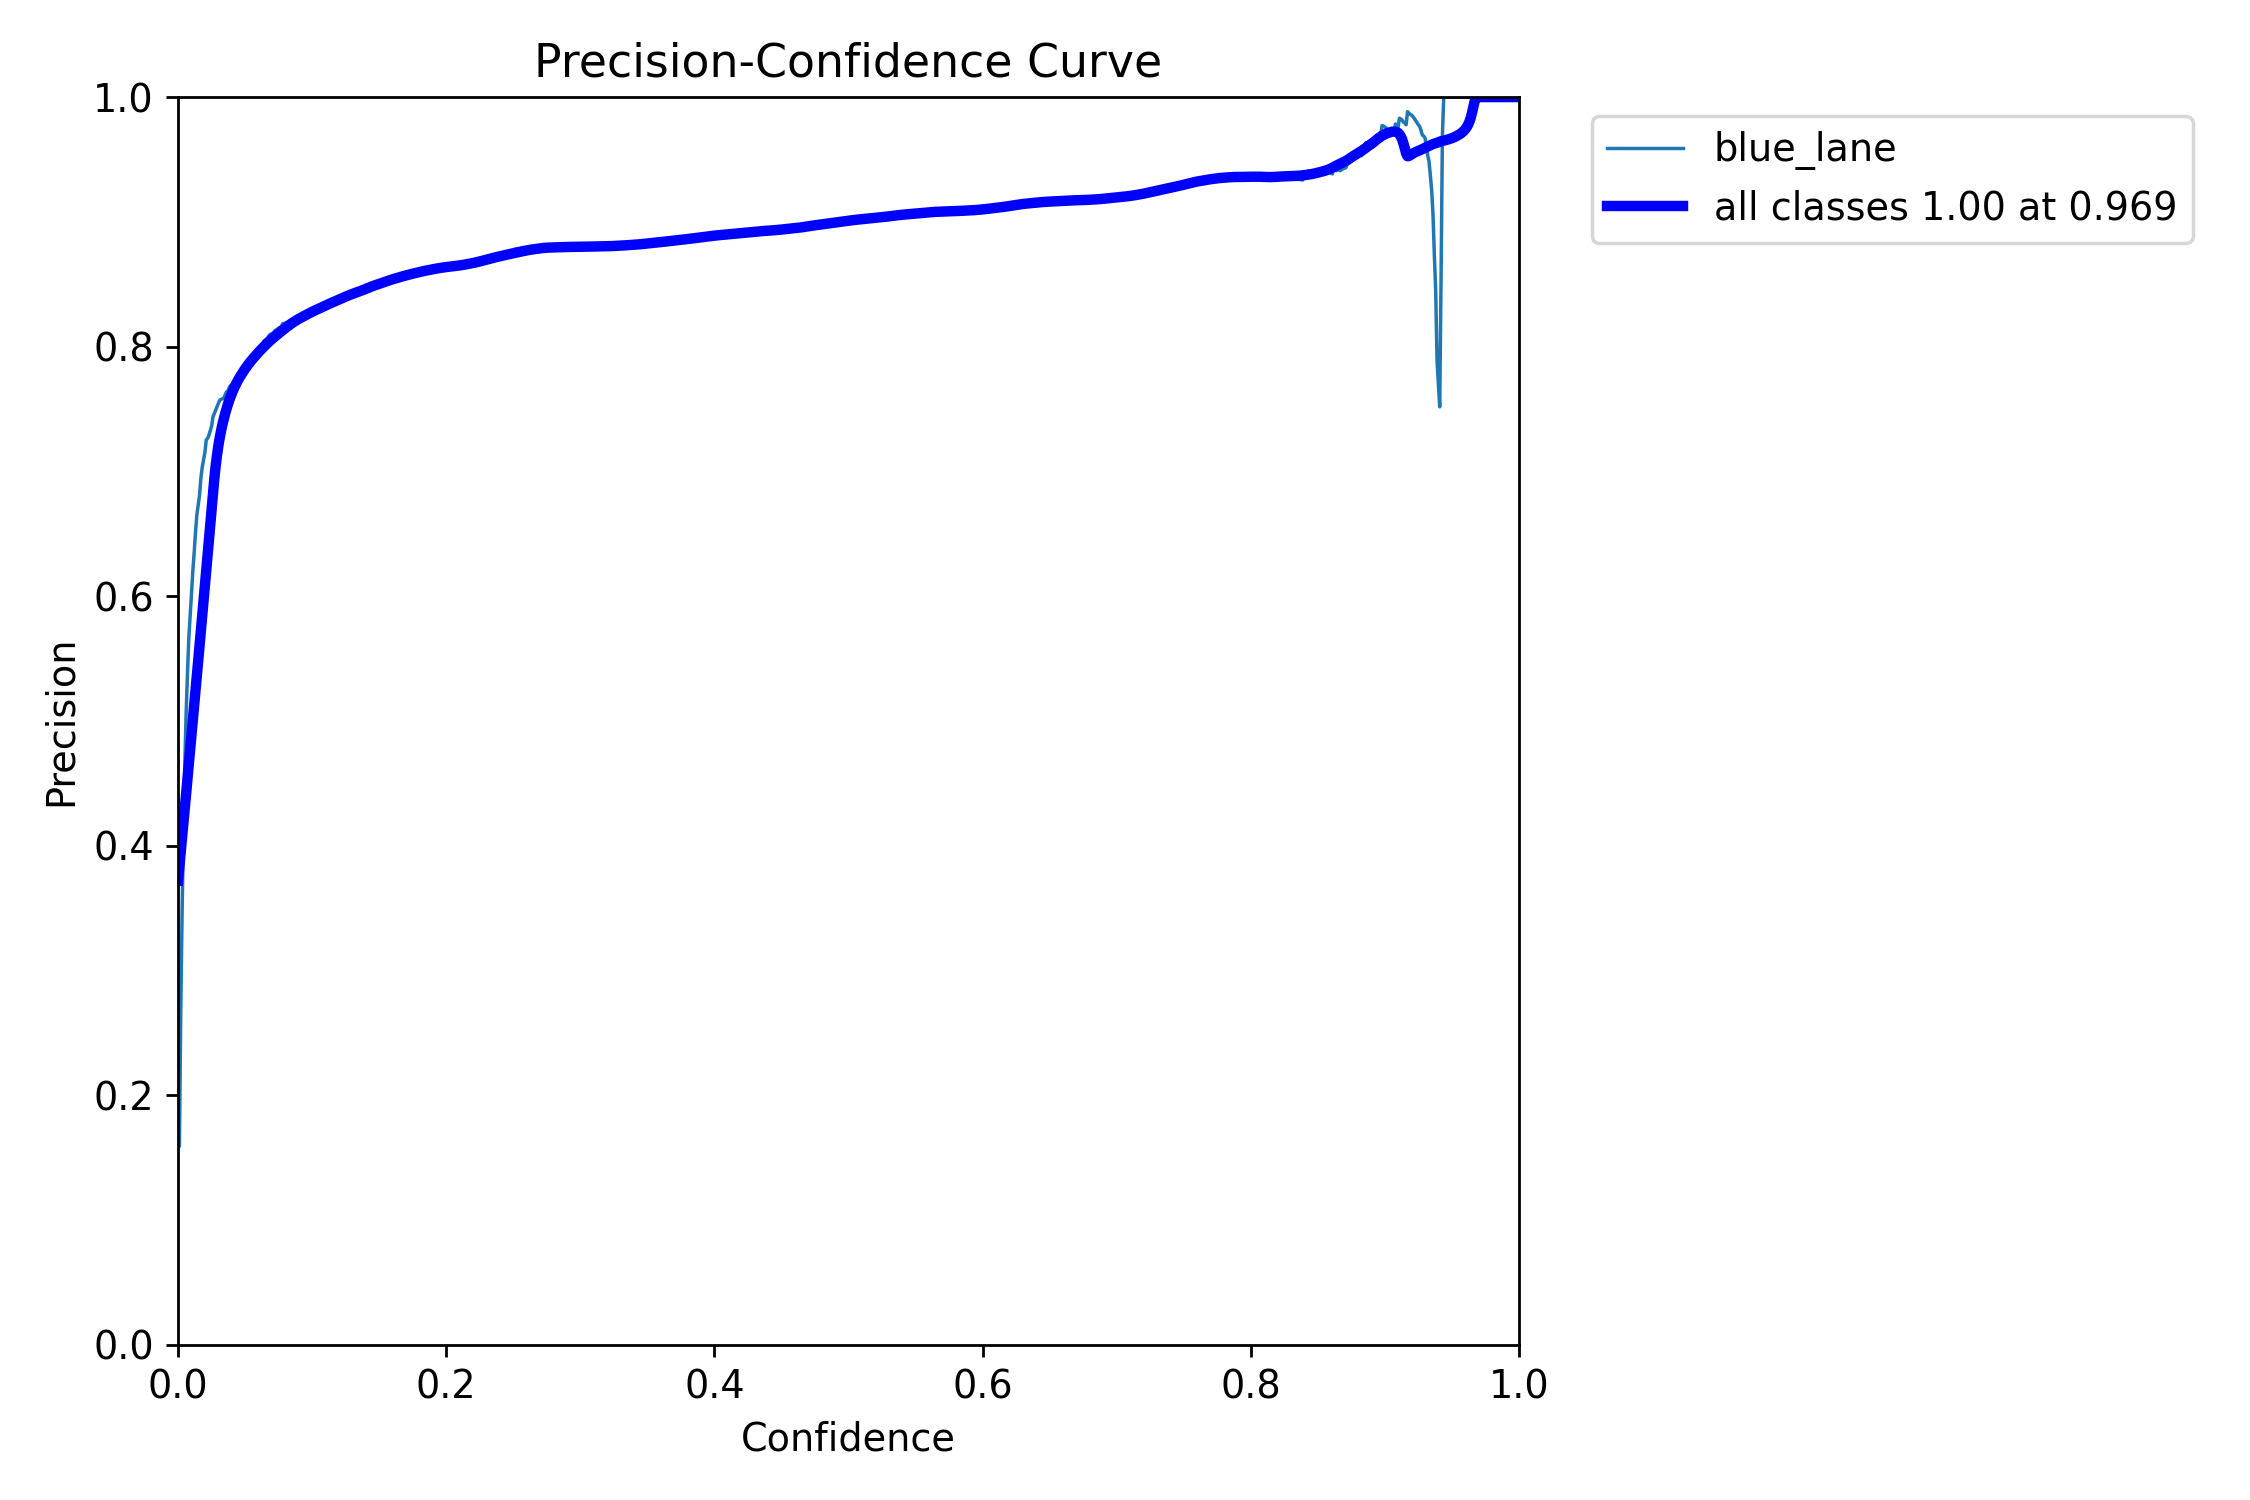 Precision-Confidence Curve
1.0
0.8
0.6
0.4
0.2
0.0
Precision
0.0 0.2 0.4 0.6 0.8 1.0
Confidence
blue_lane
all classes 1.00 at 0.969